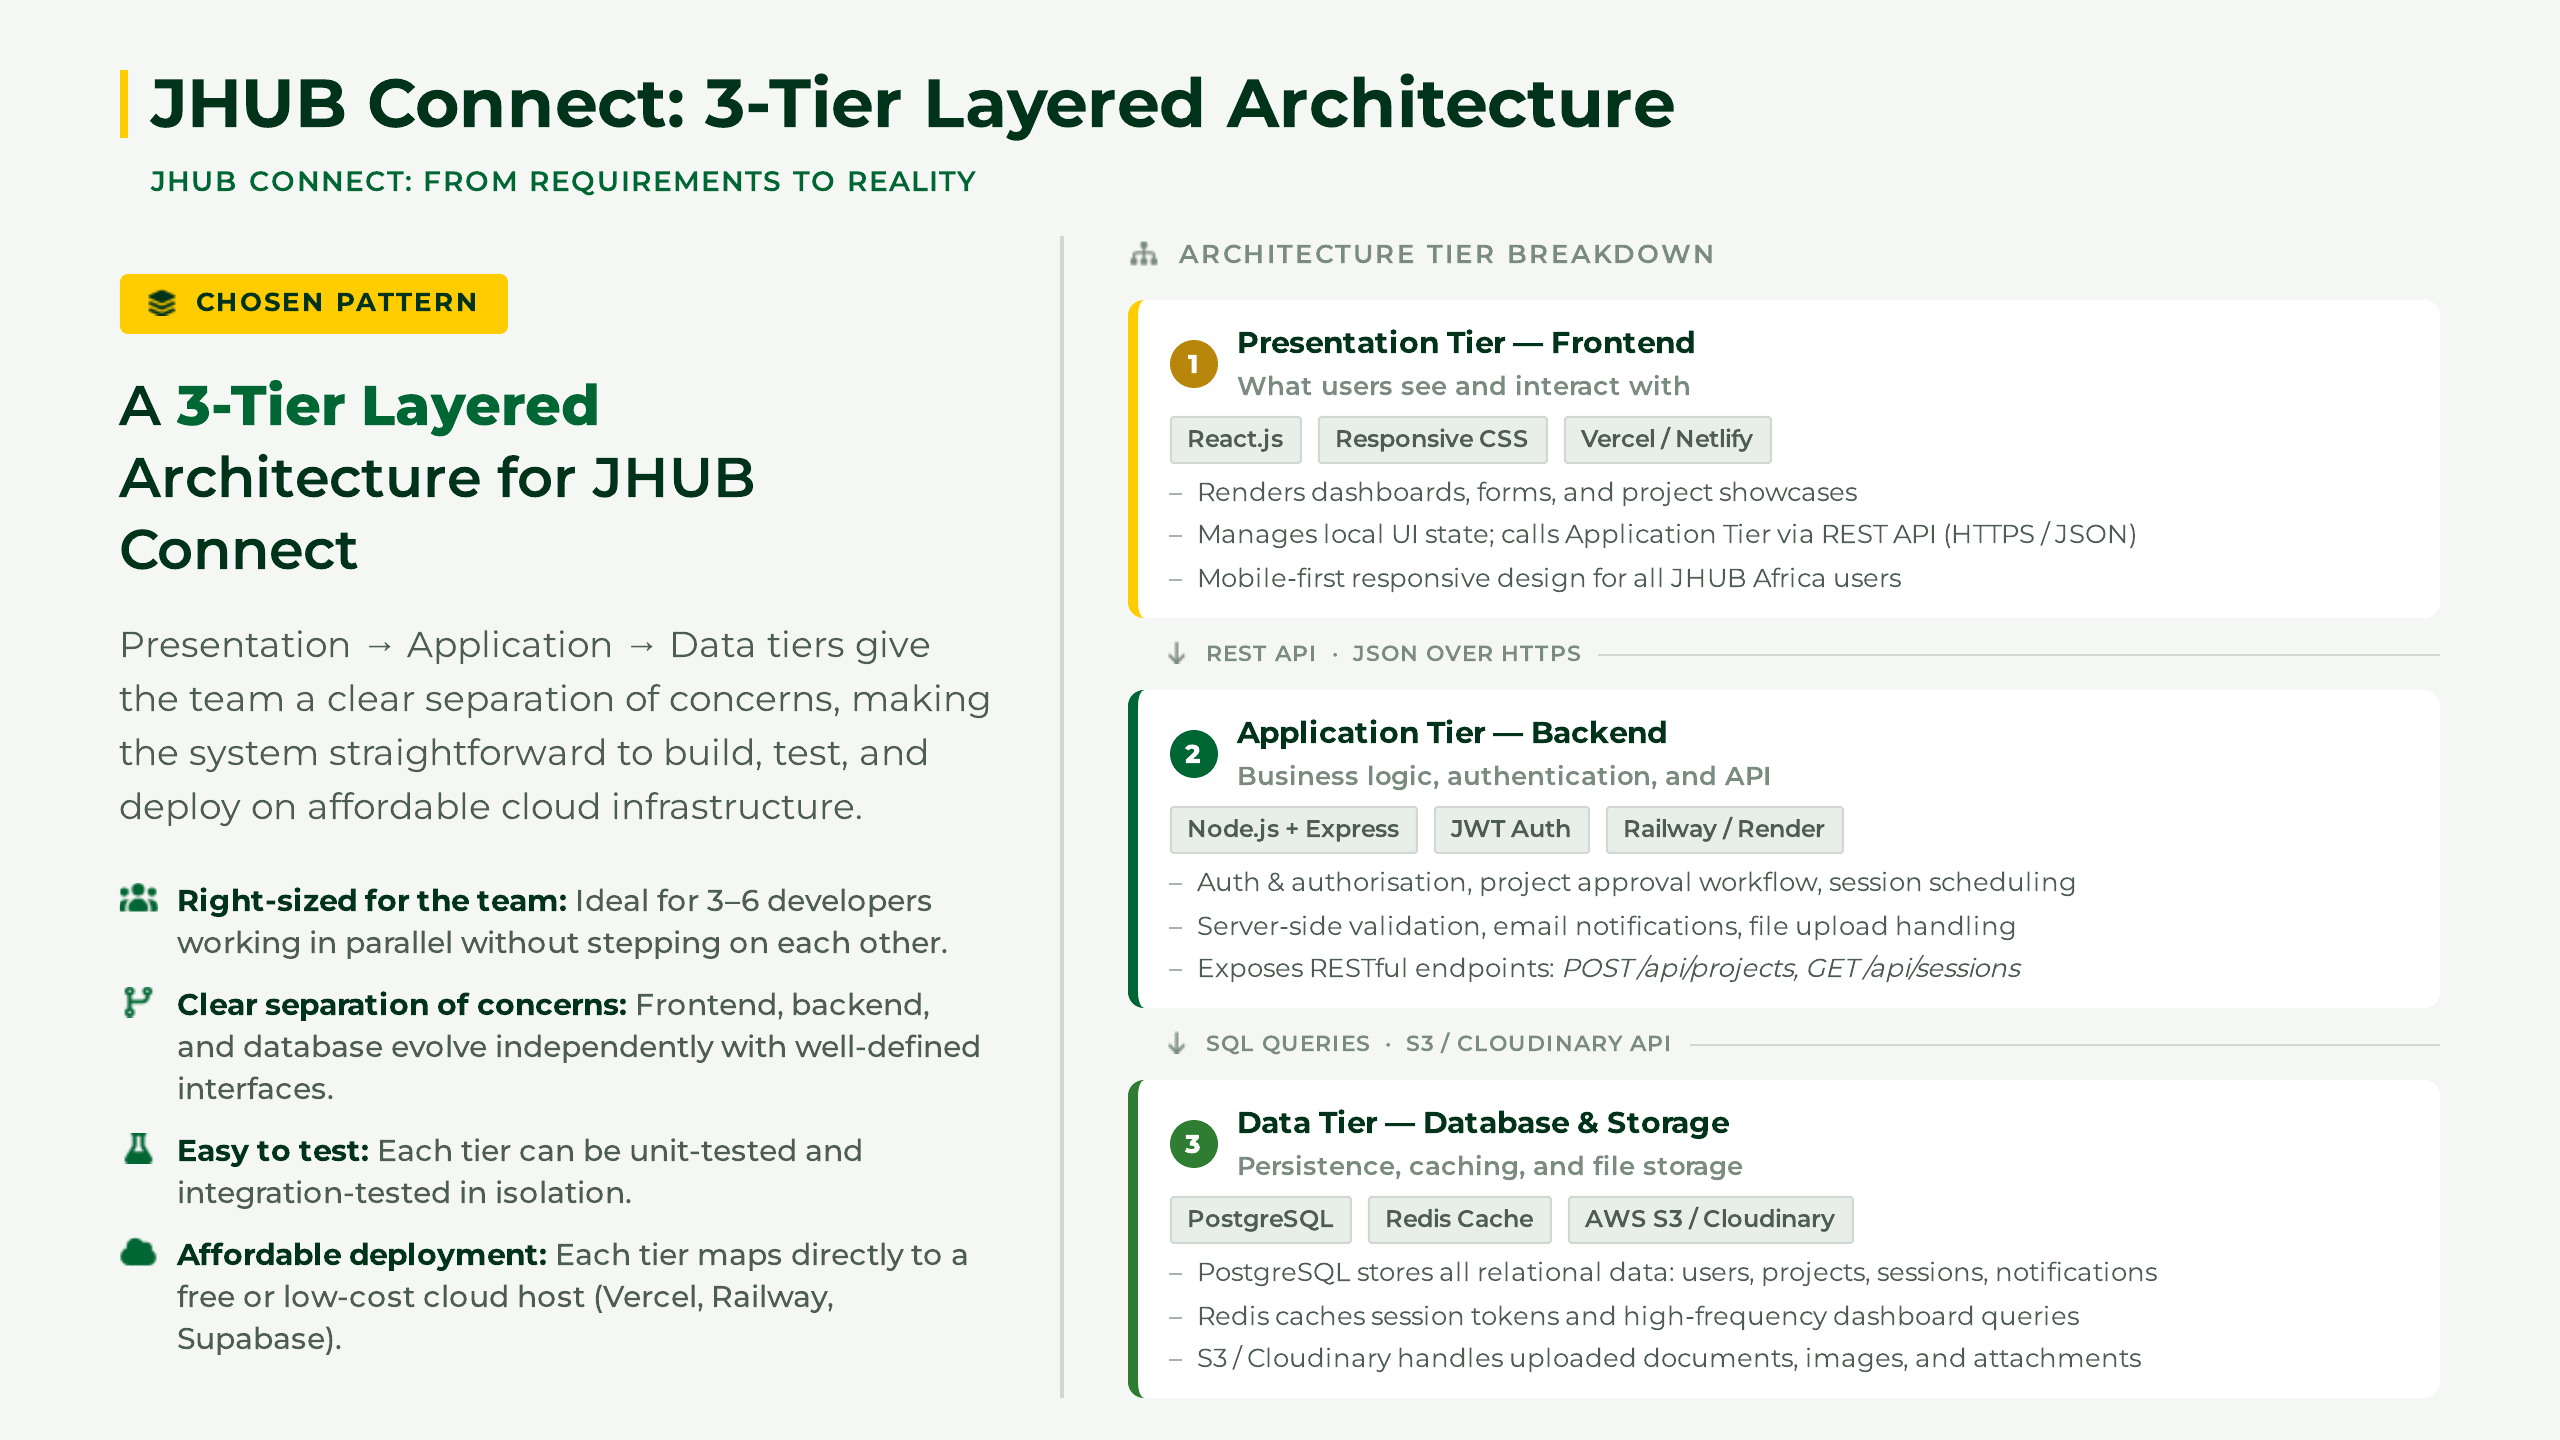 JHUB Connect: 3-Tier Layered Architecture
JHUB CONNECT: FROM REQUIREMENTS TO REALITY
CHOSEN PATTERN
A 3-Tier Layered
Architecture for JHUB
Connect
Presentation → Application → Data tiers give
the team a clear separation of concerns, making
the system straightforward to build, test, and
deploy on affordable cloud infrastructure.
Right-sized for the team: Ideal for 3–6 developers
working in parallel without stepping on each other.
Clear separation of concerns: Frontend, backend,
and database evolve independently with well-defined
interfaces.
Easy to test: Each tier can be unit-tested and
integration-tested in isolation.
Affordable deployment: Each tier maps directly to a
free or low-cost cloud host (Vercel, Railway,
Supabase).
ARCHITECTURE TIER BREAKDOWN
1
Presentation Tier — Frontend
What users see and interact with
React.js
Responsive CSS
Vercel / Netlify
– Renders dashboards, forms, and project showcases
– Manages local UI state; calls Application Tier via REST API (HTTPS / JSON)
– Mobile-first responsive design for all JHUB Africa users
↓ REST API · JSON OVER HTTPS
2
Application Tier — Backend
Business logic, authentication, and API
Node.js + Express
JWT Auth
Railway / Render
– Auth & authorisation, project approval workflow, session scheduling
– Server-side validation, email notifications, file upload handling
– Exposes RESTful endpoints: POST /api/projects, GET /api/sessions
↓ SQL QUERIES · S3 / CLOUDINARY API
3
Data Tier — Database & Storage
Persistence, caching, and file storage
PostgreSQL
Redis Cache
AWS S3 / Cloudinary
– PostgreSQL stores all relational data: users, projects, sessions, notifications
– Redis caches session tokens and high-frequency dashboard queries
– S3 / Cloudinary handles uploaded documents, images, and attachments